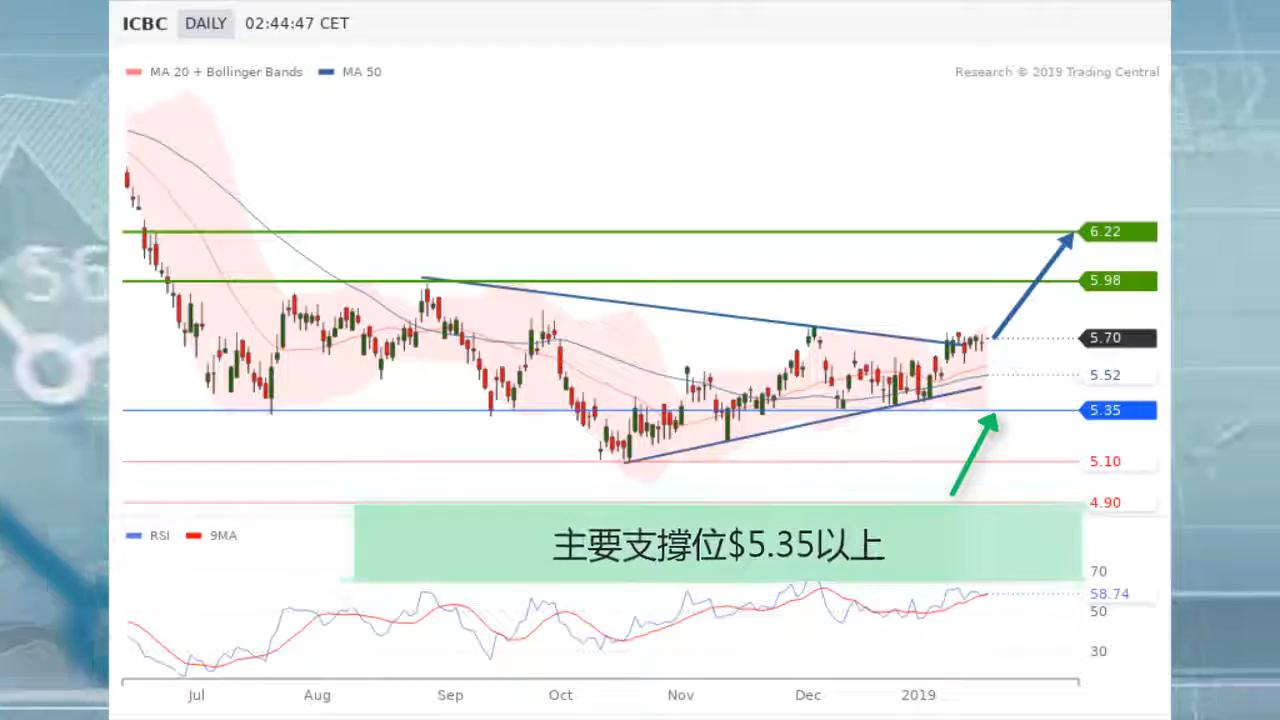 ICBC DAILY 02:44:47 CET
MA 20 + Bollinger Bands MA 50
Research © 2019 Trading Central
6.22
5.98
5.70
5.52
5.35
5.10
4.90
主要支撐位$5.35以上
RSI 9MA
70
58.74
50
30
Jul Aug Sep Oct Nov Dec 2019